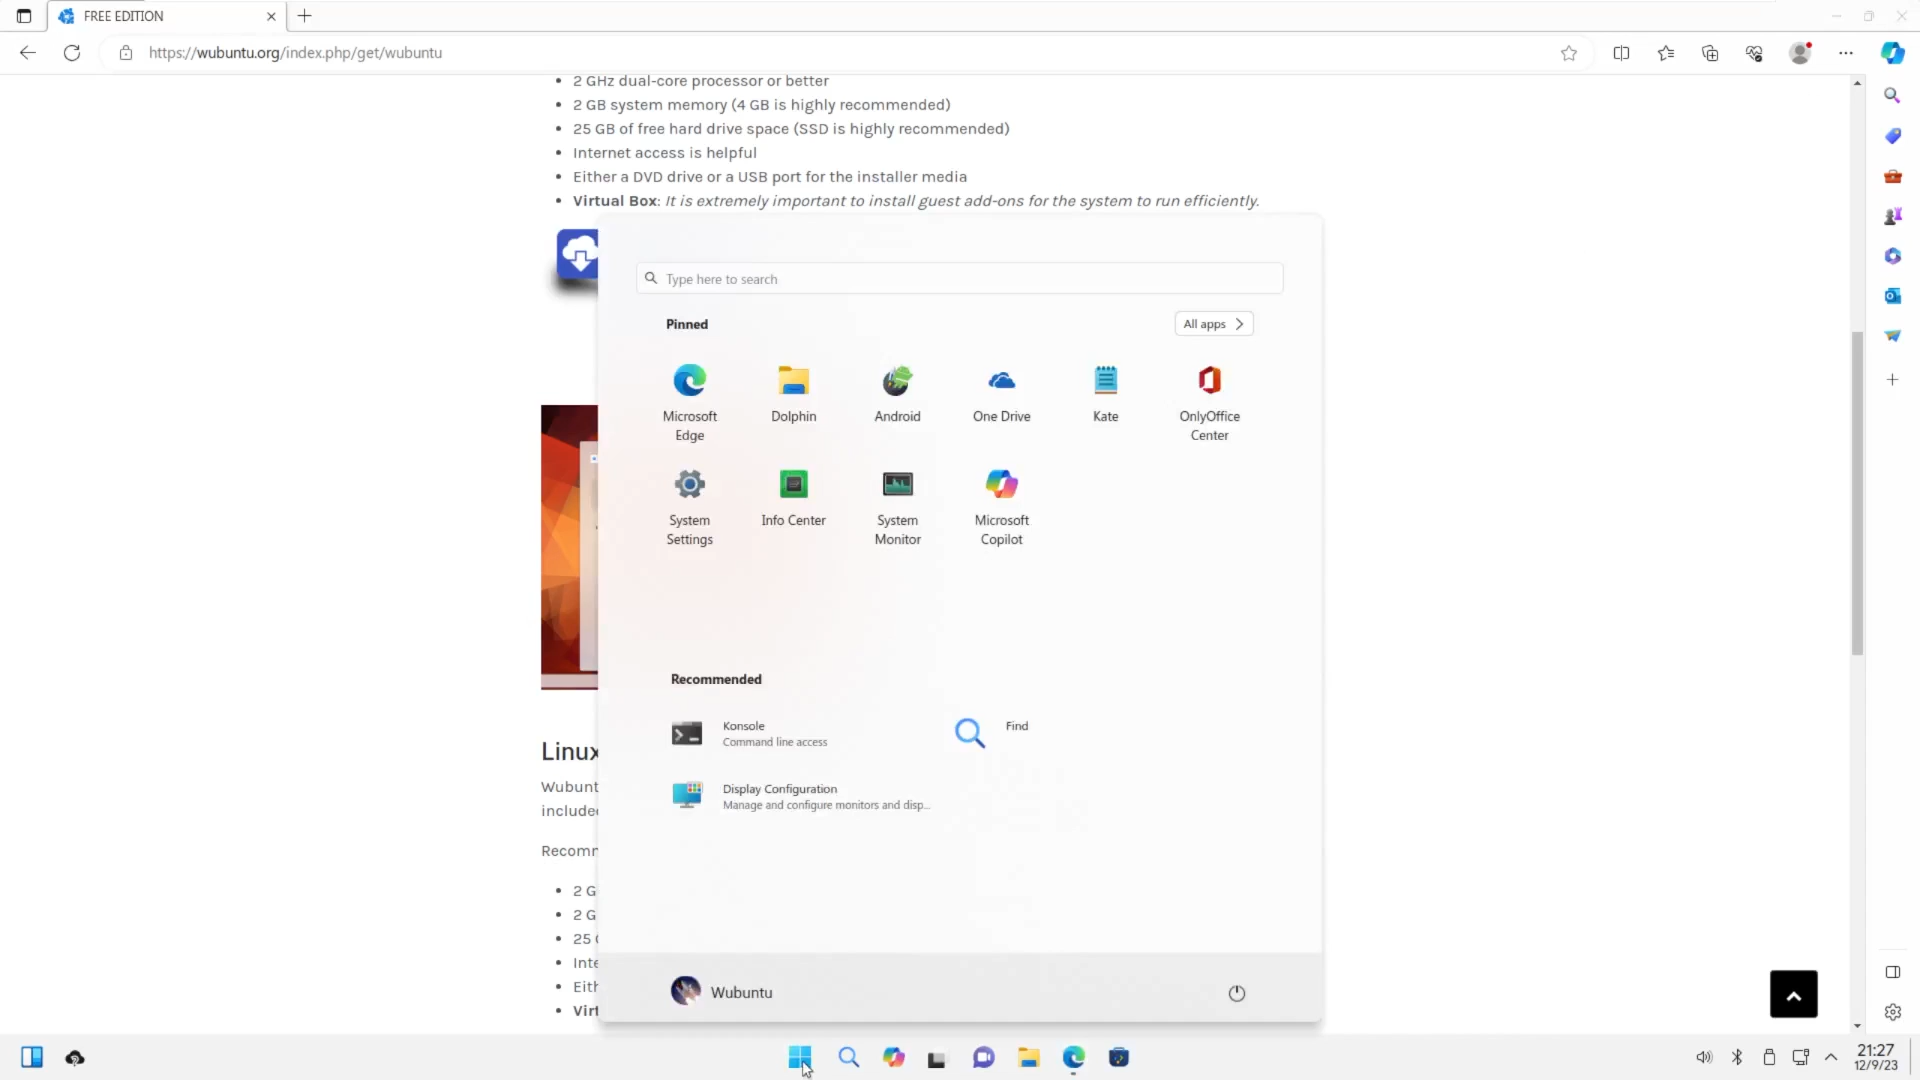 FREE EDITION
https://wubuntu.org/index.php/get/wubuntu
2 GHz dual-core processor or better
2 GB system memory (4 GB is highly recommended)
25 GB of free hard drive space (SSD is highly recommended)
Internet access is helpful
Either a DVD drive or a USB port for the installer media
Virtual Box: It is extremely important to install guest add-ons for the system to run efficiently.
Type here to search
Pinned
All apps
Microsoft Edge
Dolphin
Android
One Drive
Kate
OnlyOffice Center
System Settings
Info Center
System Monitor
Microsoft Copilot
Recommended
Konsole
Command line access
Find
Display Configuration
Manage and configure monitors and disp...
Linux
Wubunt
include
Recomm
2 G
2 G
25
Inte
Eith
Virt
Wubuntu
21:27
12/9/23